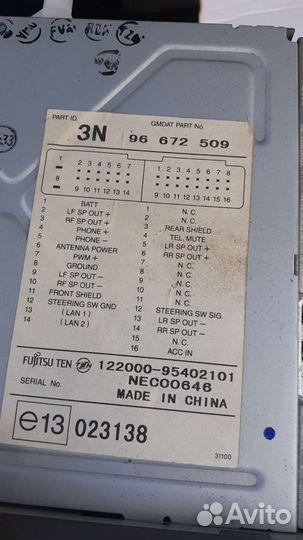 PART ID.
3N
GMDAT PART No.
96 672 509
1 2 3 4 5 6 7
8 9 10 11 12 13 14
1 2 3 4 5 6 7 8
9 10 11 12 13 14 15 16
1 BATT
2 LF SP OUT +
3 RF SP OUT +
4 PHONE +
5 PHONE −
6 ANTENNA POWER
7 PWM +
8 GROUND
9 LF SP OUT −
10 RF SP OUT −
11 FRONT SHIELD
12 STEERING SW GND
13 ( LAN1 )
14 ( LAN2 )
1 N.C.
2 N.C.
3 REAR SHIELD
4 TEL. MUTE
5 LR SP OUT +
6 RR SP OUT +
7 N.C.
8 N.C.
9 N.C.
10 N.C.
11 N.C.
12 STEERING SW SIG.
13 LR SP OUT −
14 RR SP OUT −
15 N.C.
16 ACC IN
FUJITSU TEN 122000-95402101
SERIAL No. NEC00646
MADE IN CHINA
e13 023138
31100
Avito